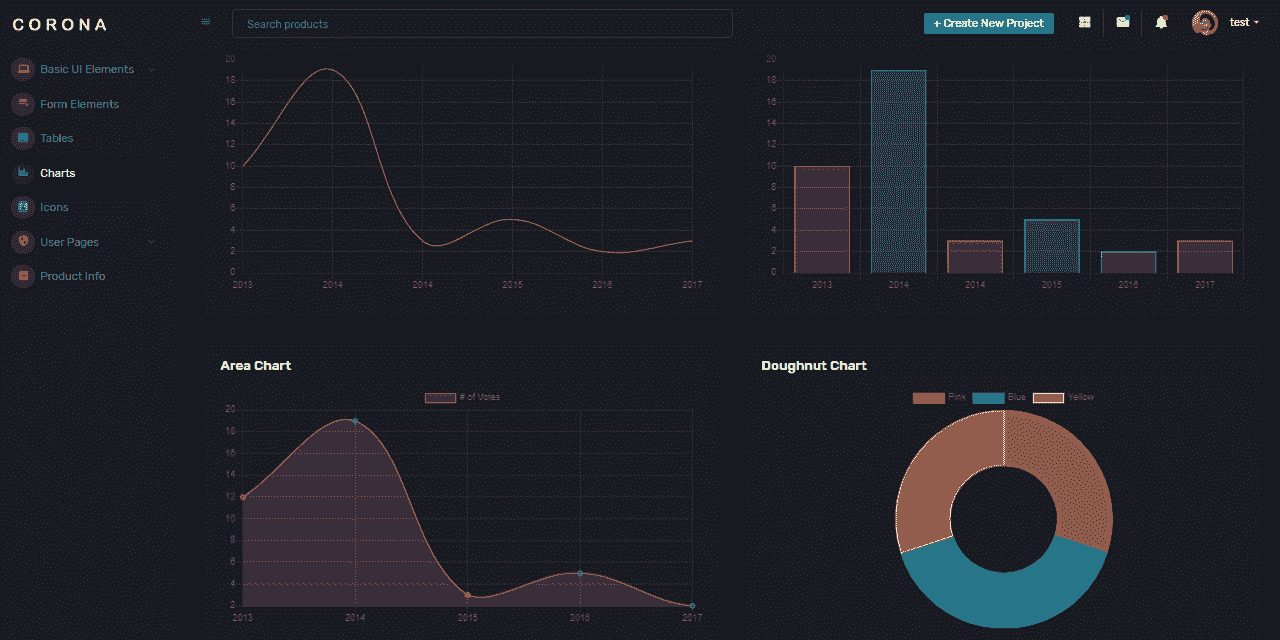 CORONA
Search products
+ Create New Project
test
Basic UI Elements
Form Elements
Tables
Charts
Icons
User Pages
Product Info
20
18
16
14
12
10
8
6
4
2
0
2013 2014 2014 2015 2016 2017
20
18
16
14
12
10
8
6
4
2
0
2013 2014 2014 2015 2016 2017
Area Chart
# of Votes
20
18
16
14
12
10
8
6
4
2
2013 2014 2015 2016 2017
Doughnut Chart
Pink Blue Yellow